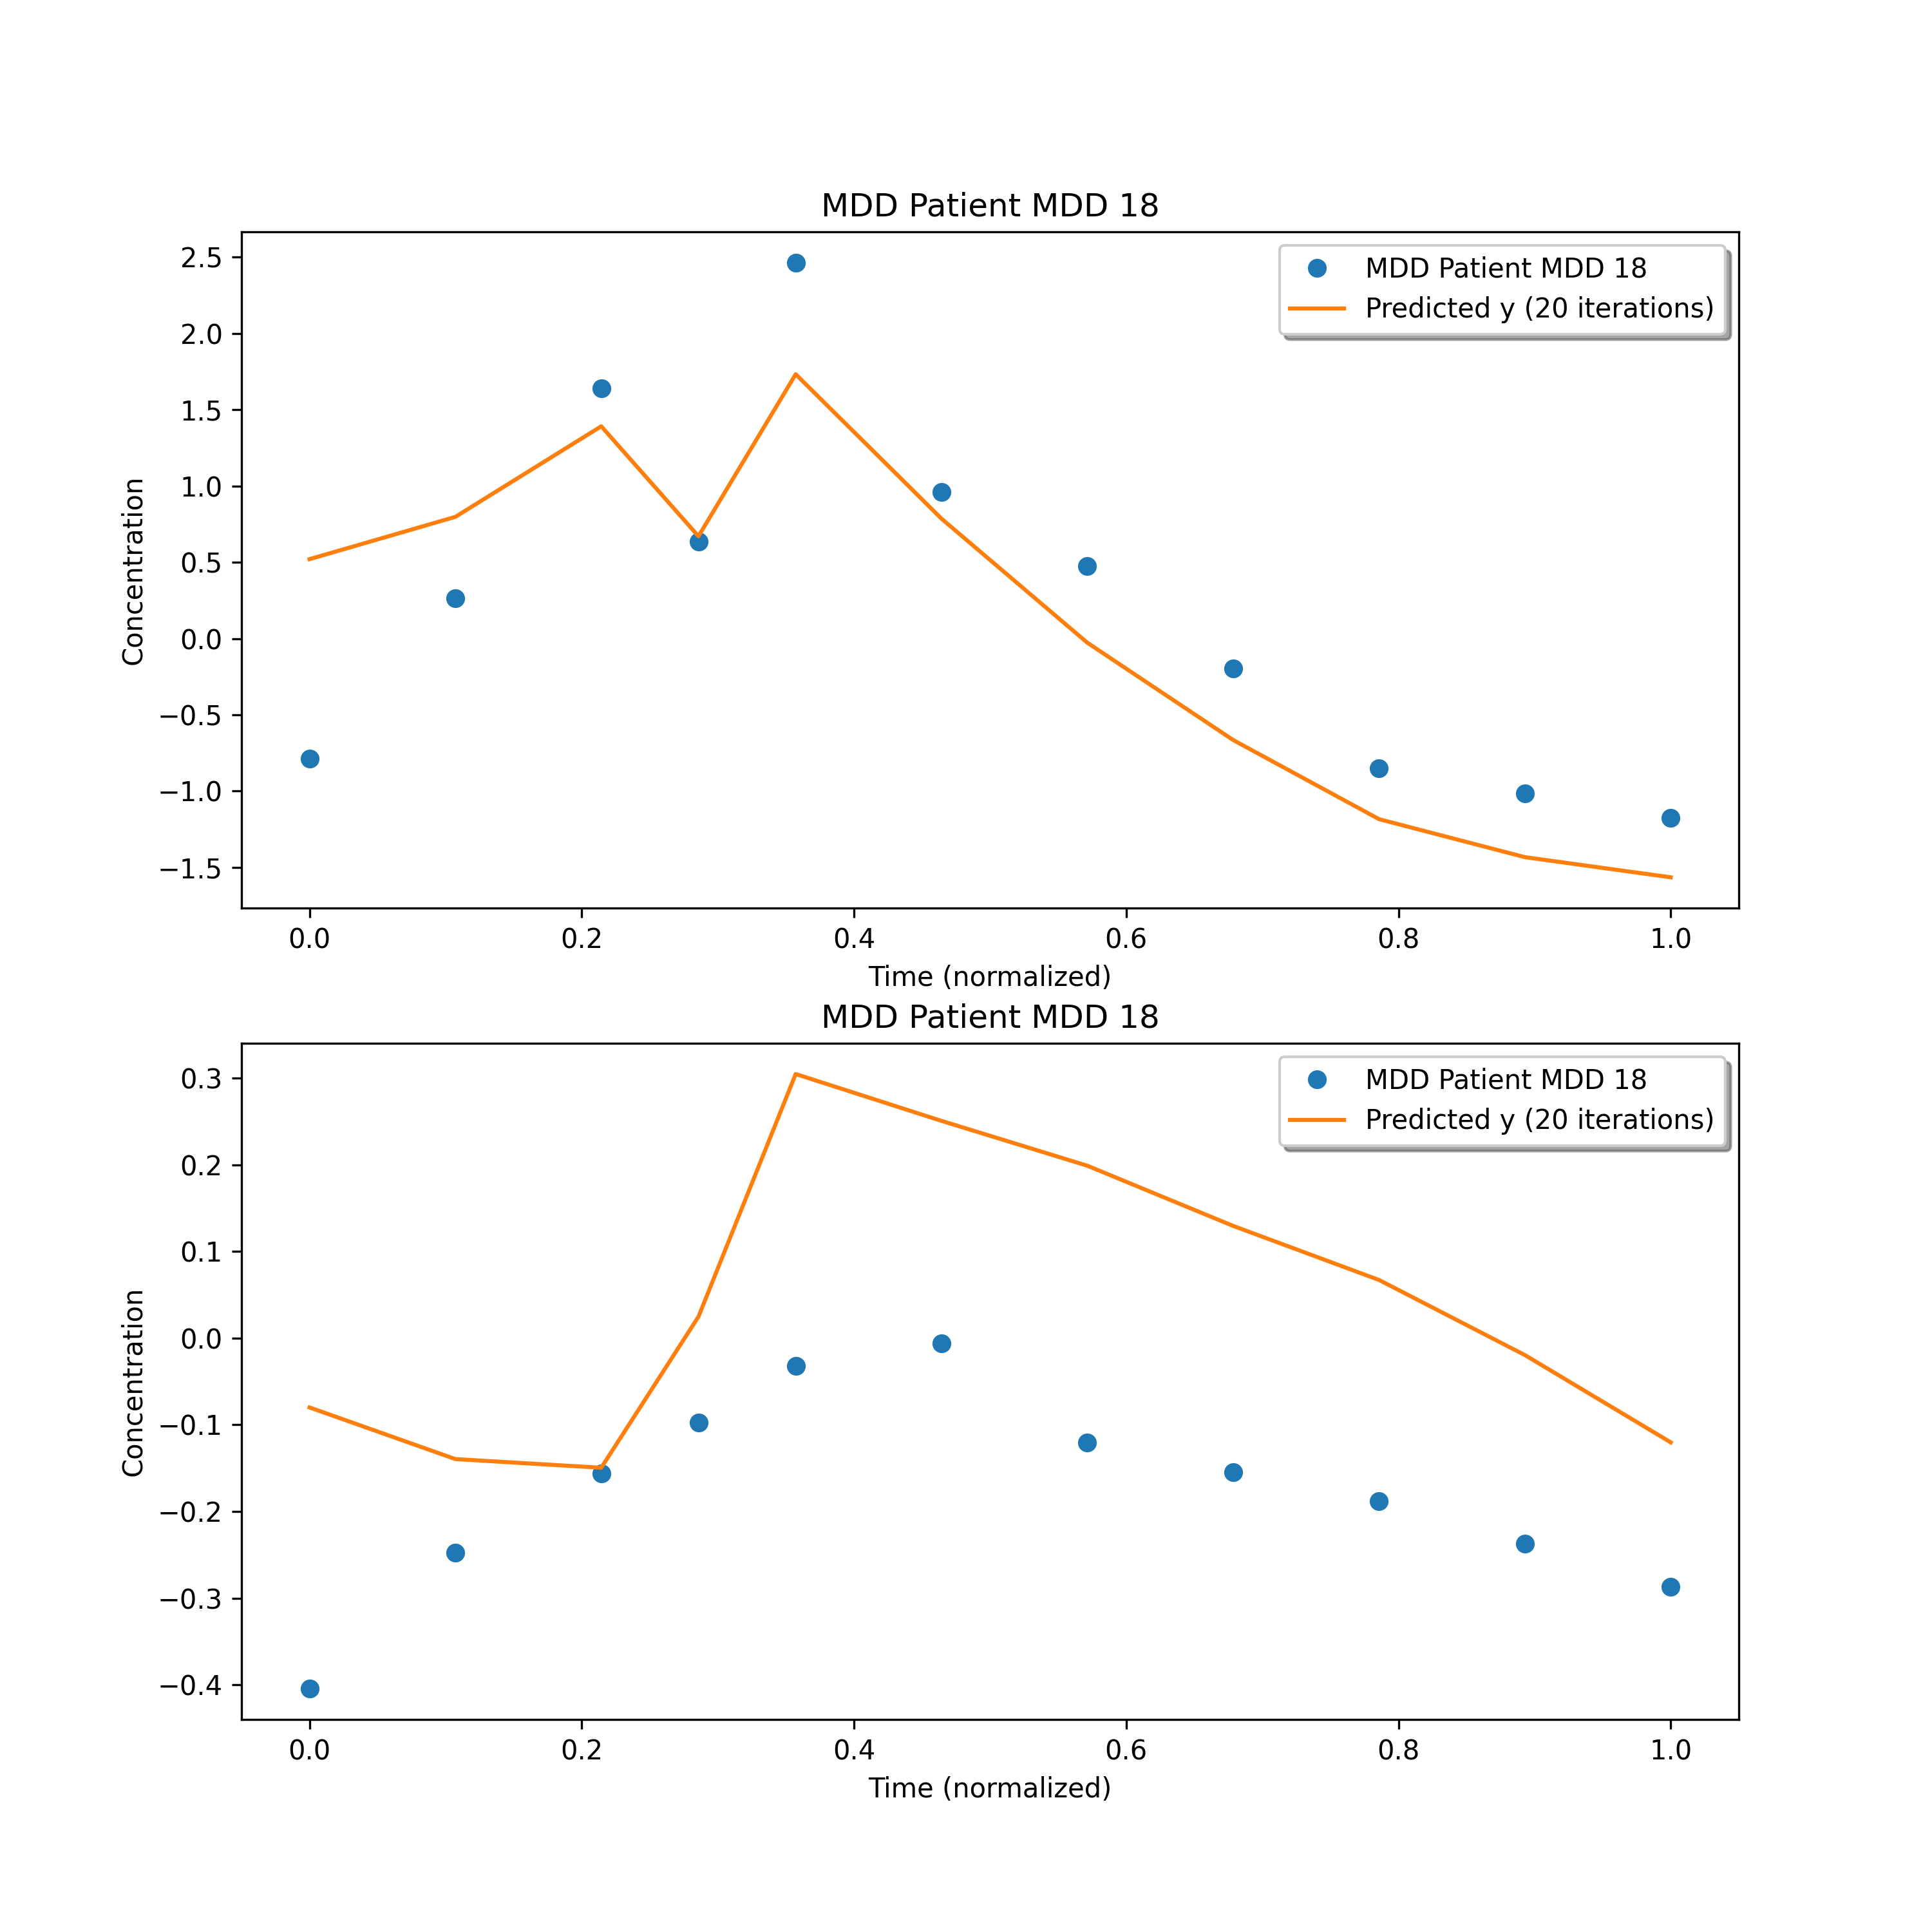 MDD Patient MDD 18
2.5
2.0
1.5
1.0
0.5
0.0
−0.5
−1.0
−1.5
Concentration
MDD Patient MDD 18
Predicted y (20 iterations)
0.0 0.2 0.4 0.6 0.8 1.0
Time (normalized)
MDD Patient MDD 18
0.3
0.2
0.1
0.0
−0.1
−0.2
−0.3
−0.4
Concentration
MDD Patient MDD 18
Predicted y (20 iterations)
0.0 0.2 0.4 0.6 0.8 1.0
Time (normalized)